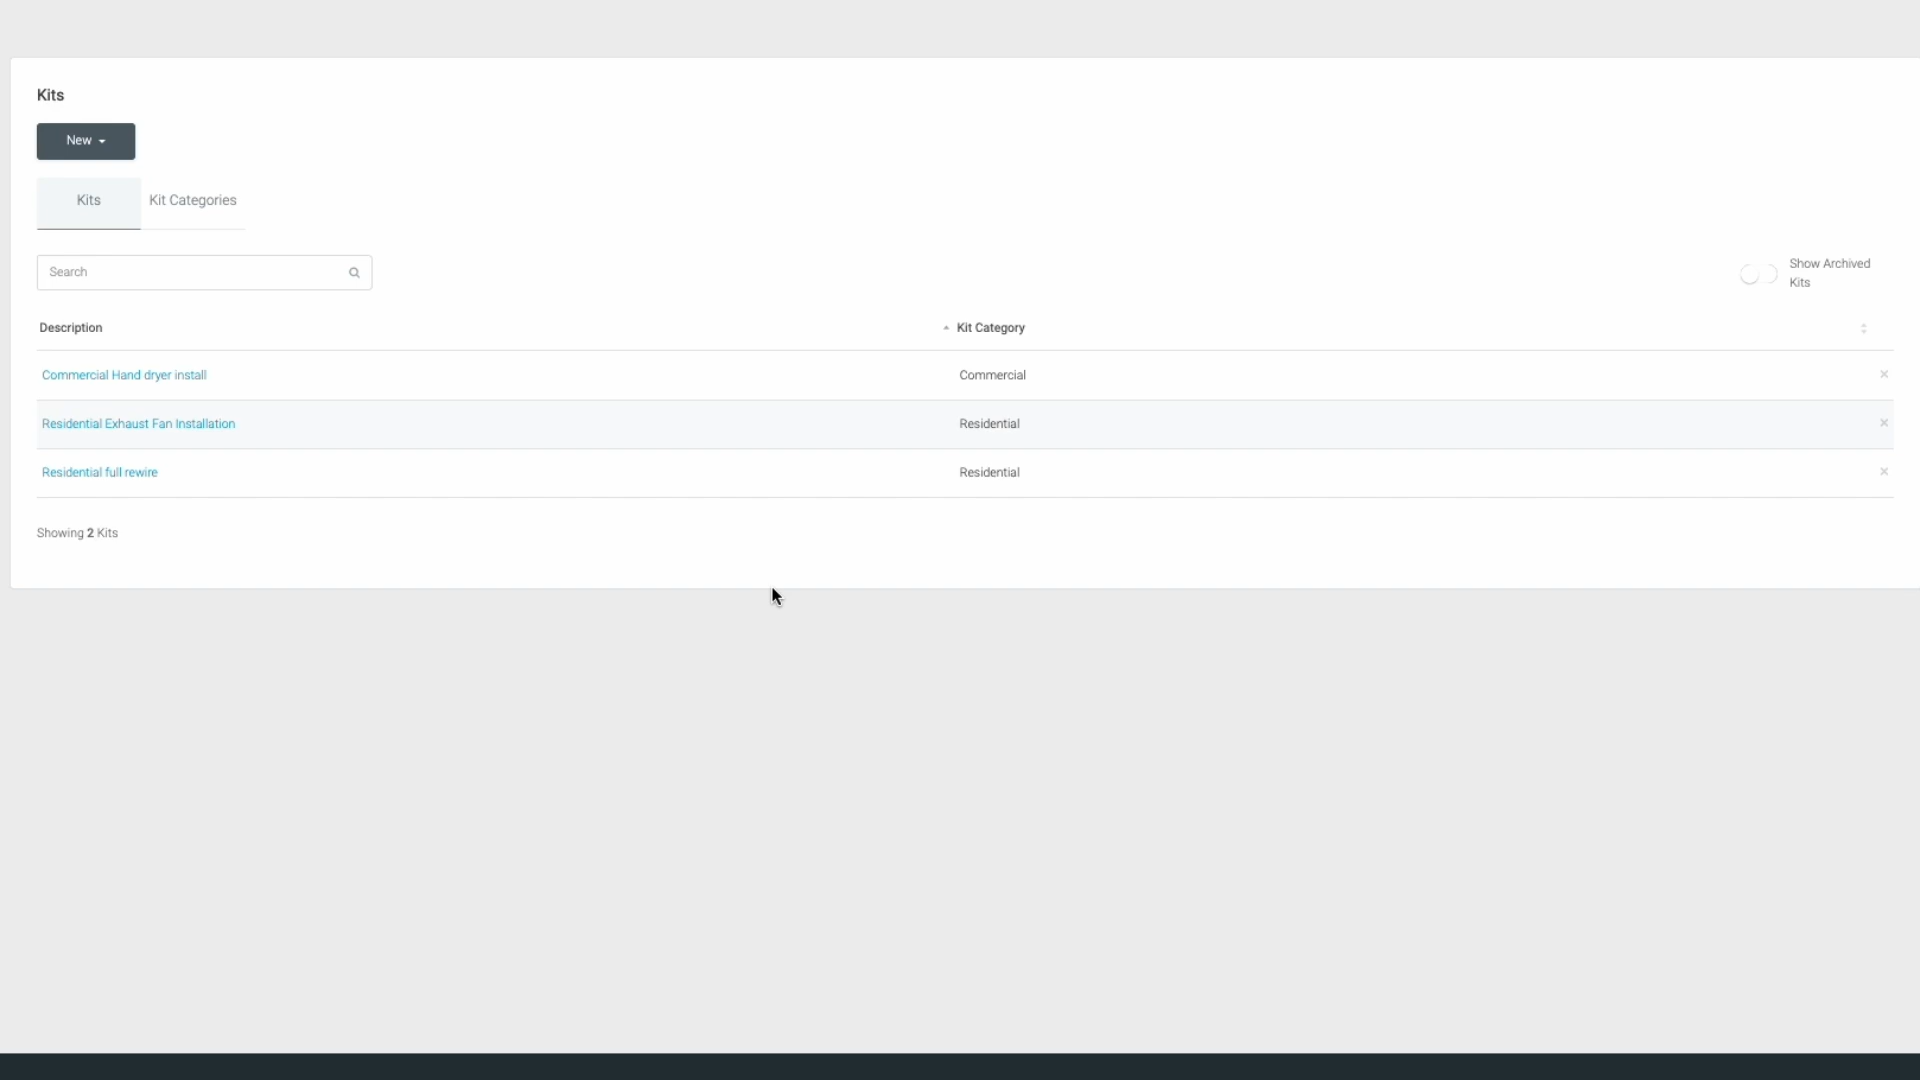 Kits
New
Kits Kit Categories
Search
Show Archived
Kits
Description Kit Category
Commercial Hand dryer install Commercial
Residential Exhaust Fan Installation Residential
Residential full rewire Residential
Showing 2 Kits